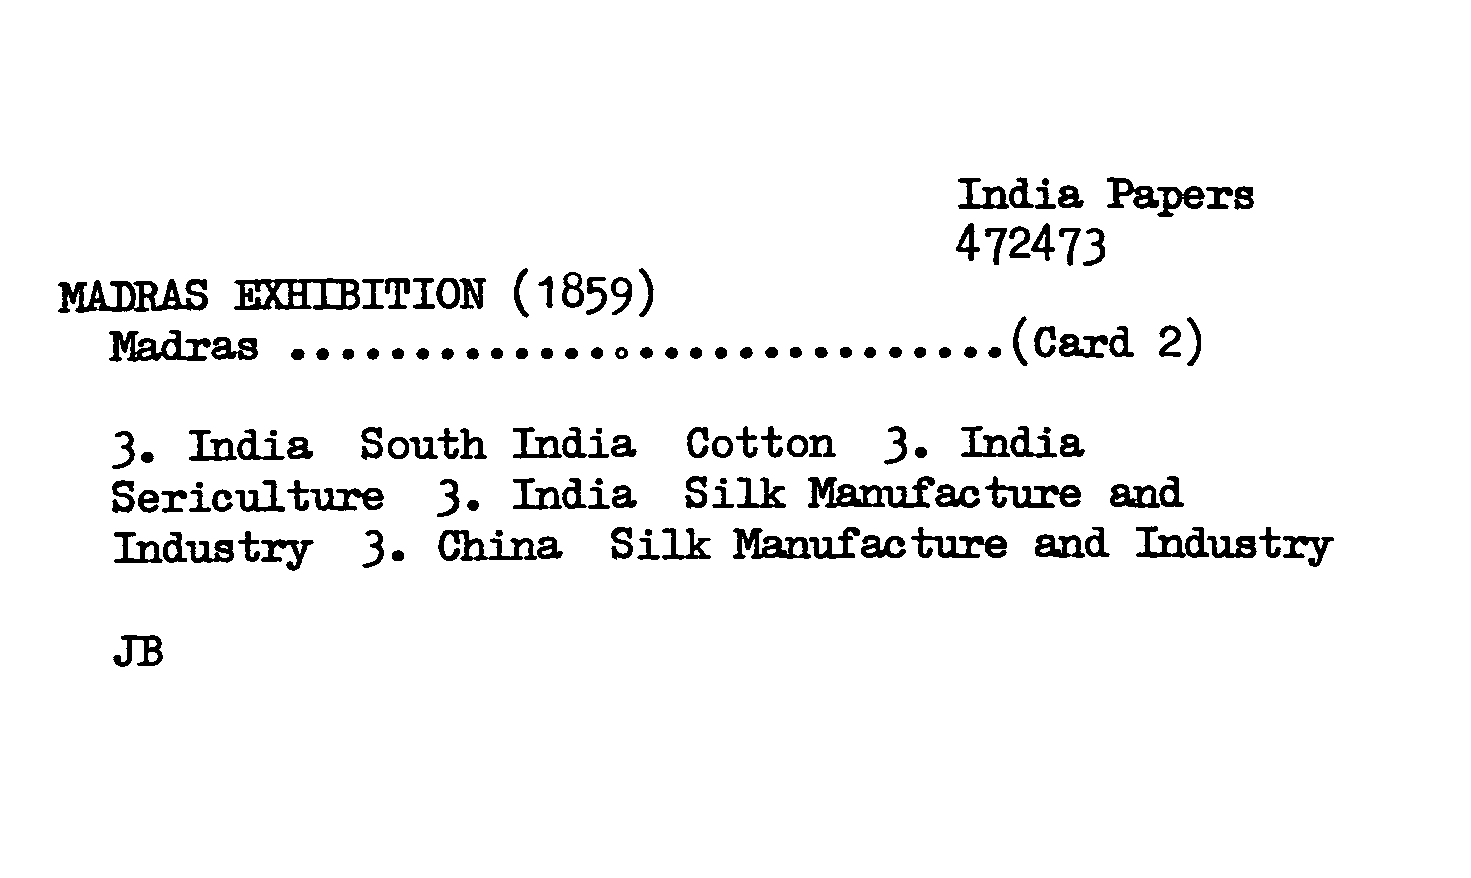 India Papers
472473
MADRAS EXHIBITION (1859)
Madras .............................(Card 2)
3. India  South India  Cotton  3. India
Sericulture  3. India  Silk Manufacture and
Industry  3. China  Silk Manufacture and Industry
JB